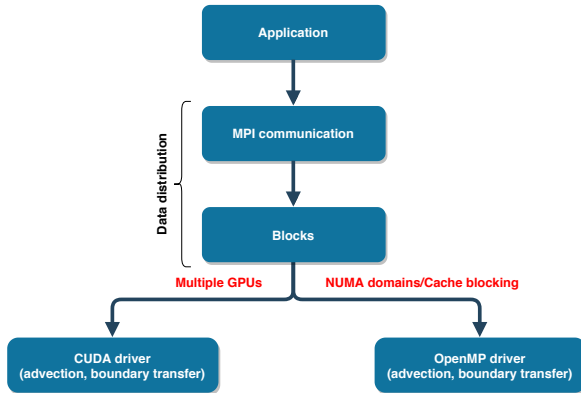 Application
MPI communication
Data distribution
Blocks
Multiple GPUs
NUMA domains/Cache blocking
CUDA driver
(advection, boundary transfer)
OpenMP driver
(advection, boundary transfer)